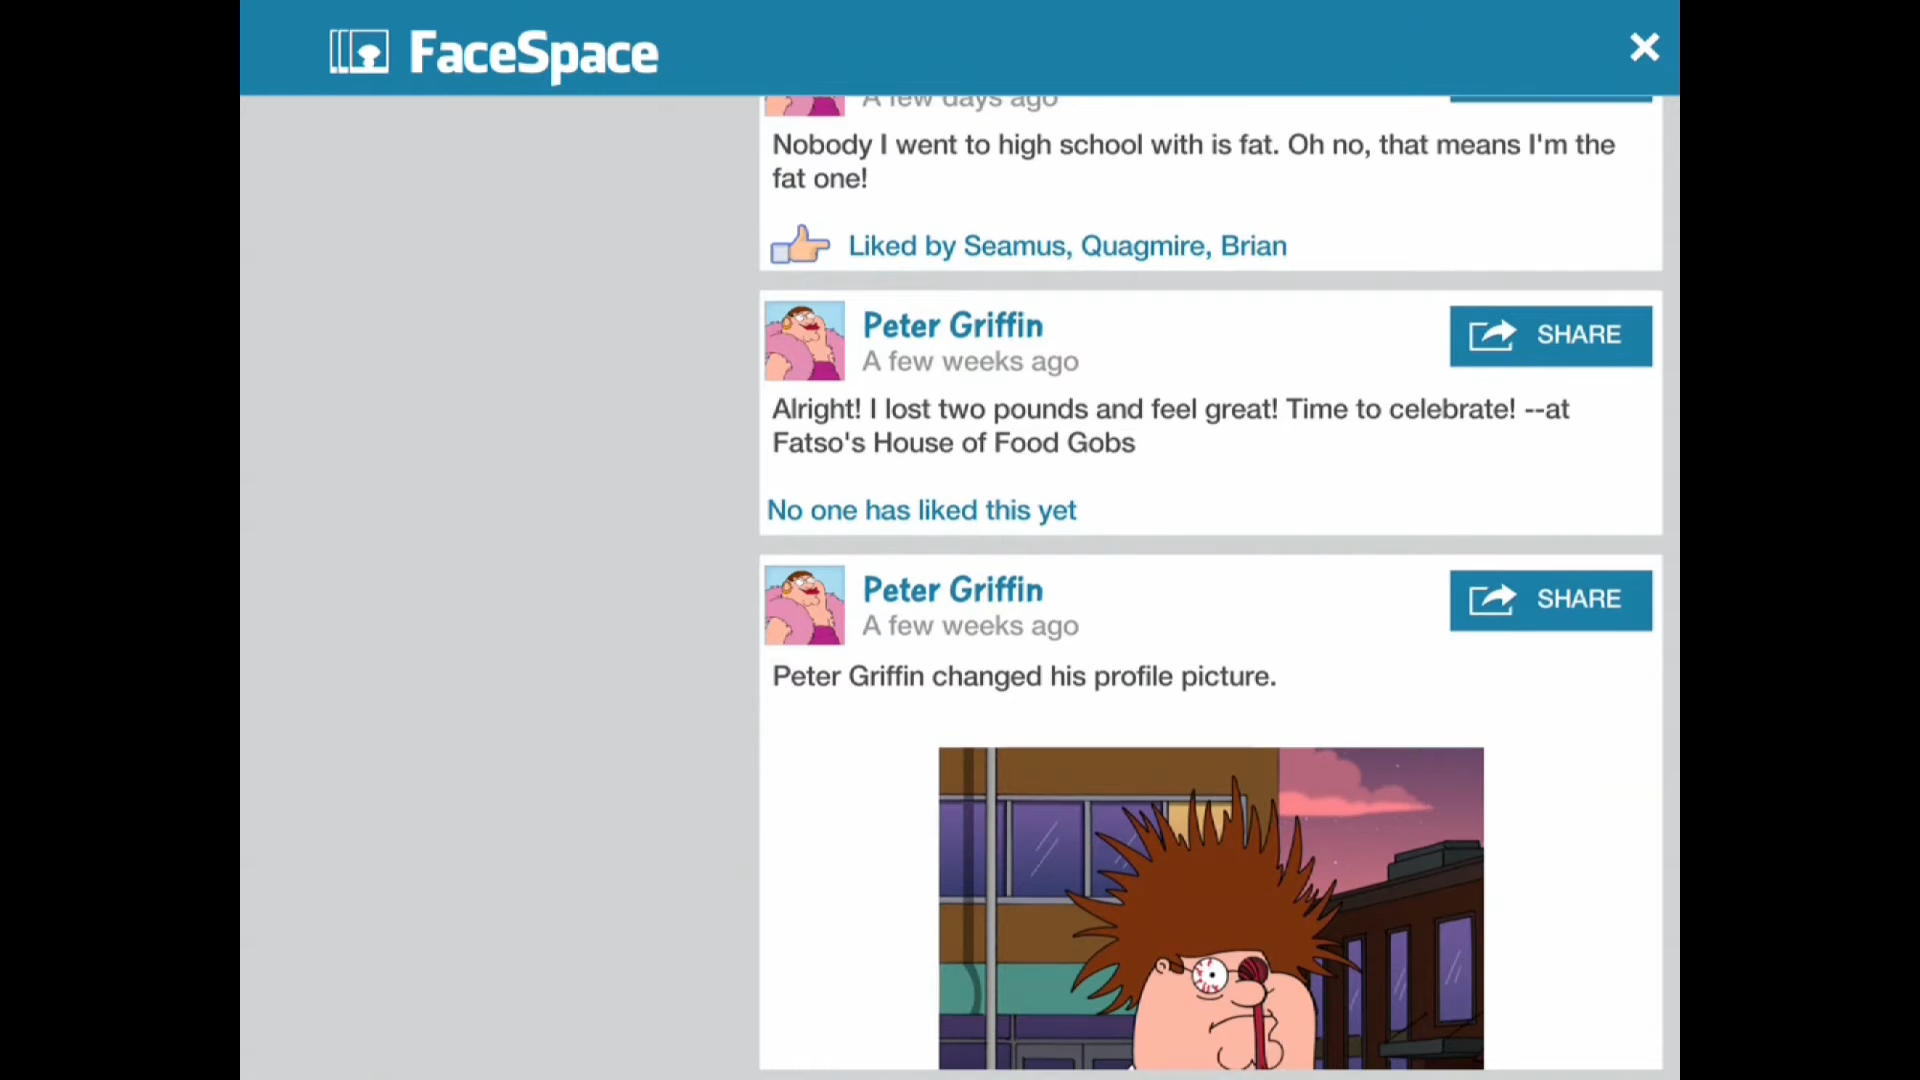 FaceSpace
A few days ago
Nobody I went to high school with is fat. Oh no, that means I'm the
fat one!
Liked by Seamus, Quagmire, Brian
Peter Griffin
SHARE
A few weeks ago
Alright! I lost two pounds and feel great! Time to celebrate! --at
Fatso's House of Food Gobs
No one has liked this yet
Peter Griffin
SHARE
A few weeks ago
Peter Griffin changed his profile picture.